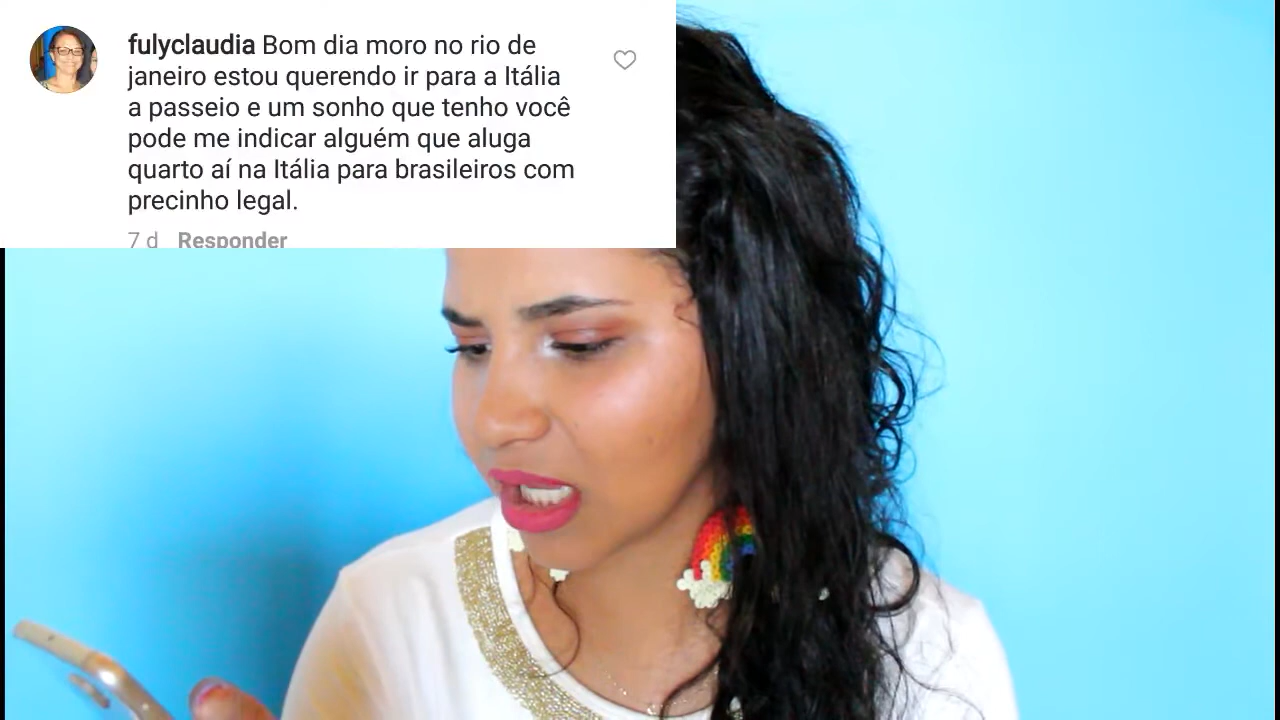 fulyclaudia Bom dia moro no rio de
janeiro estou querendo ir para a Itália
a passeio e um sonho que tenho você
pode me indicar alguém que aluga
quarto aí na Itália para brasileiros com
precinho legal.
7 d Responder